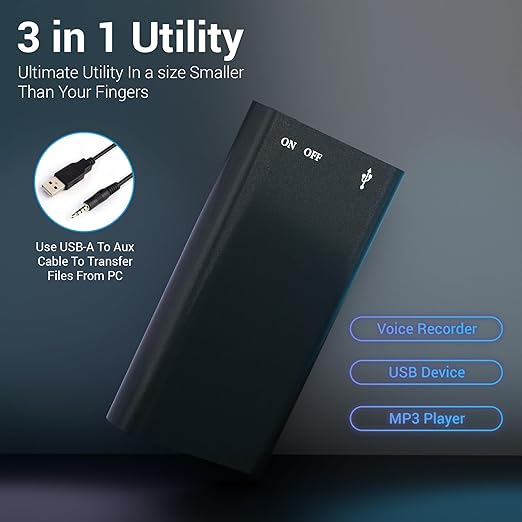 3 in 1 Utility
Ultimate Utility In a size Smaller
Than Your Fingers
ON OFF
Use USB-A To Aux
Cable To Transfer
Files From PC
Voice Recorder
USB Device
MP3 Player